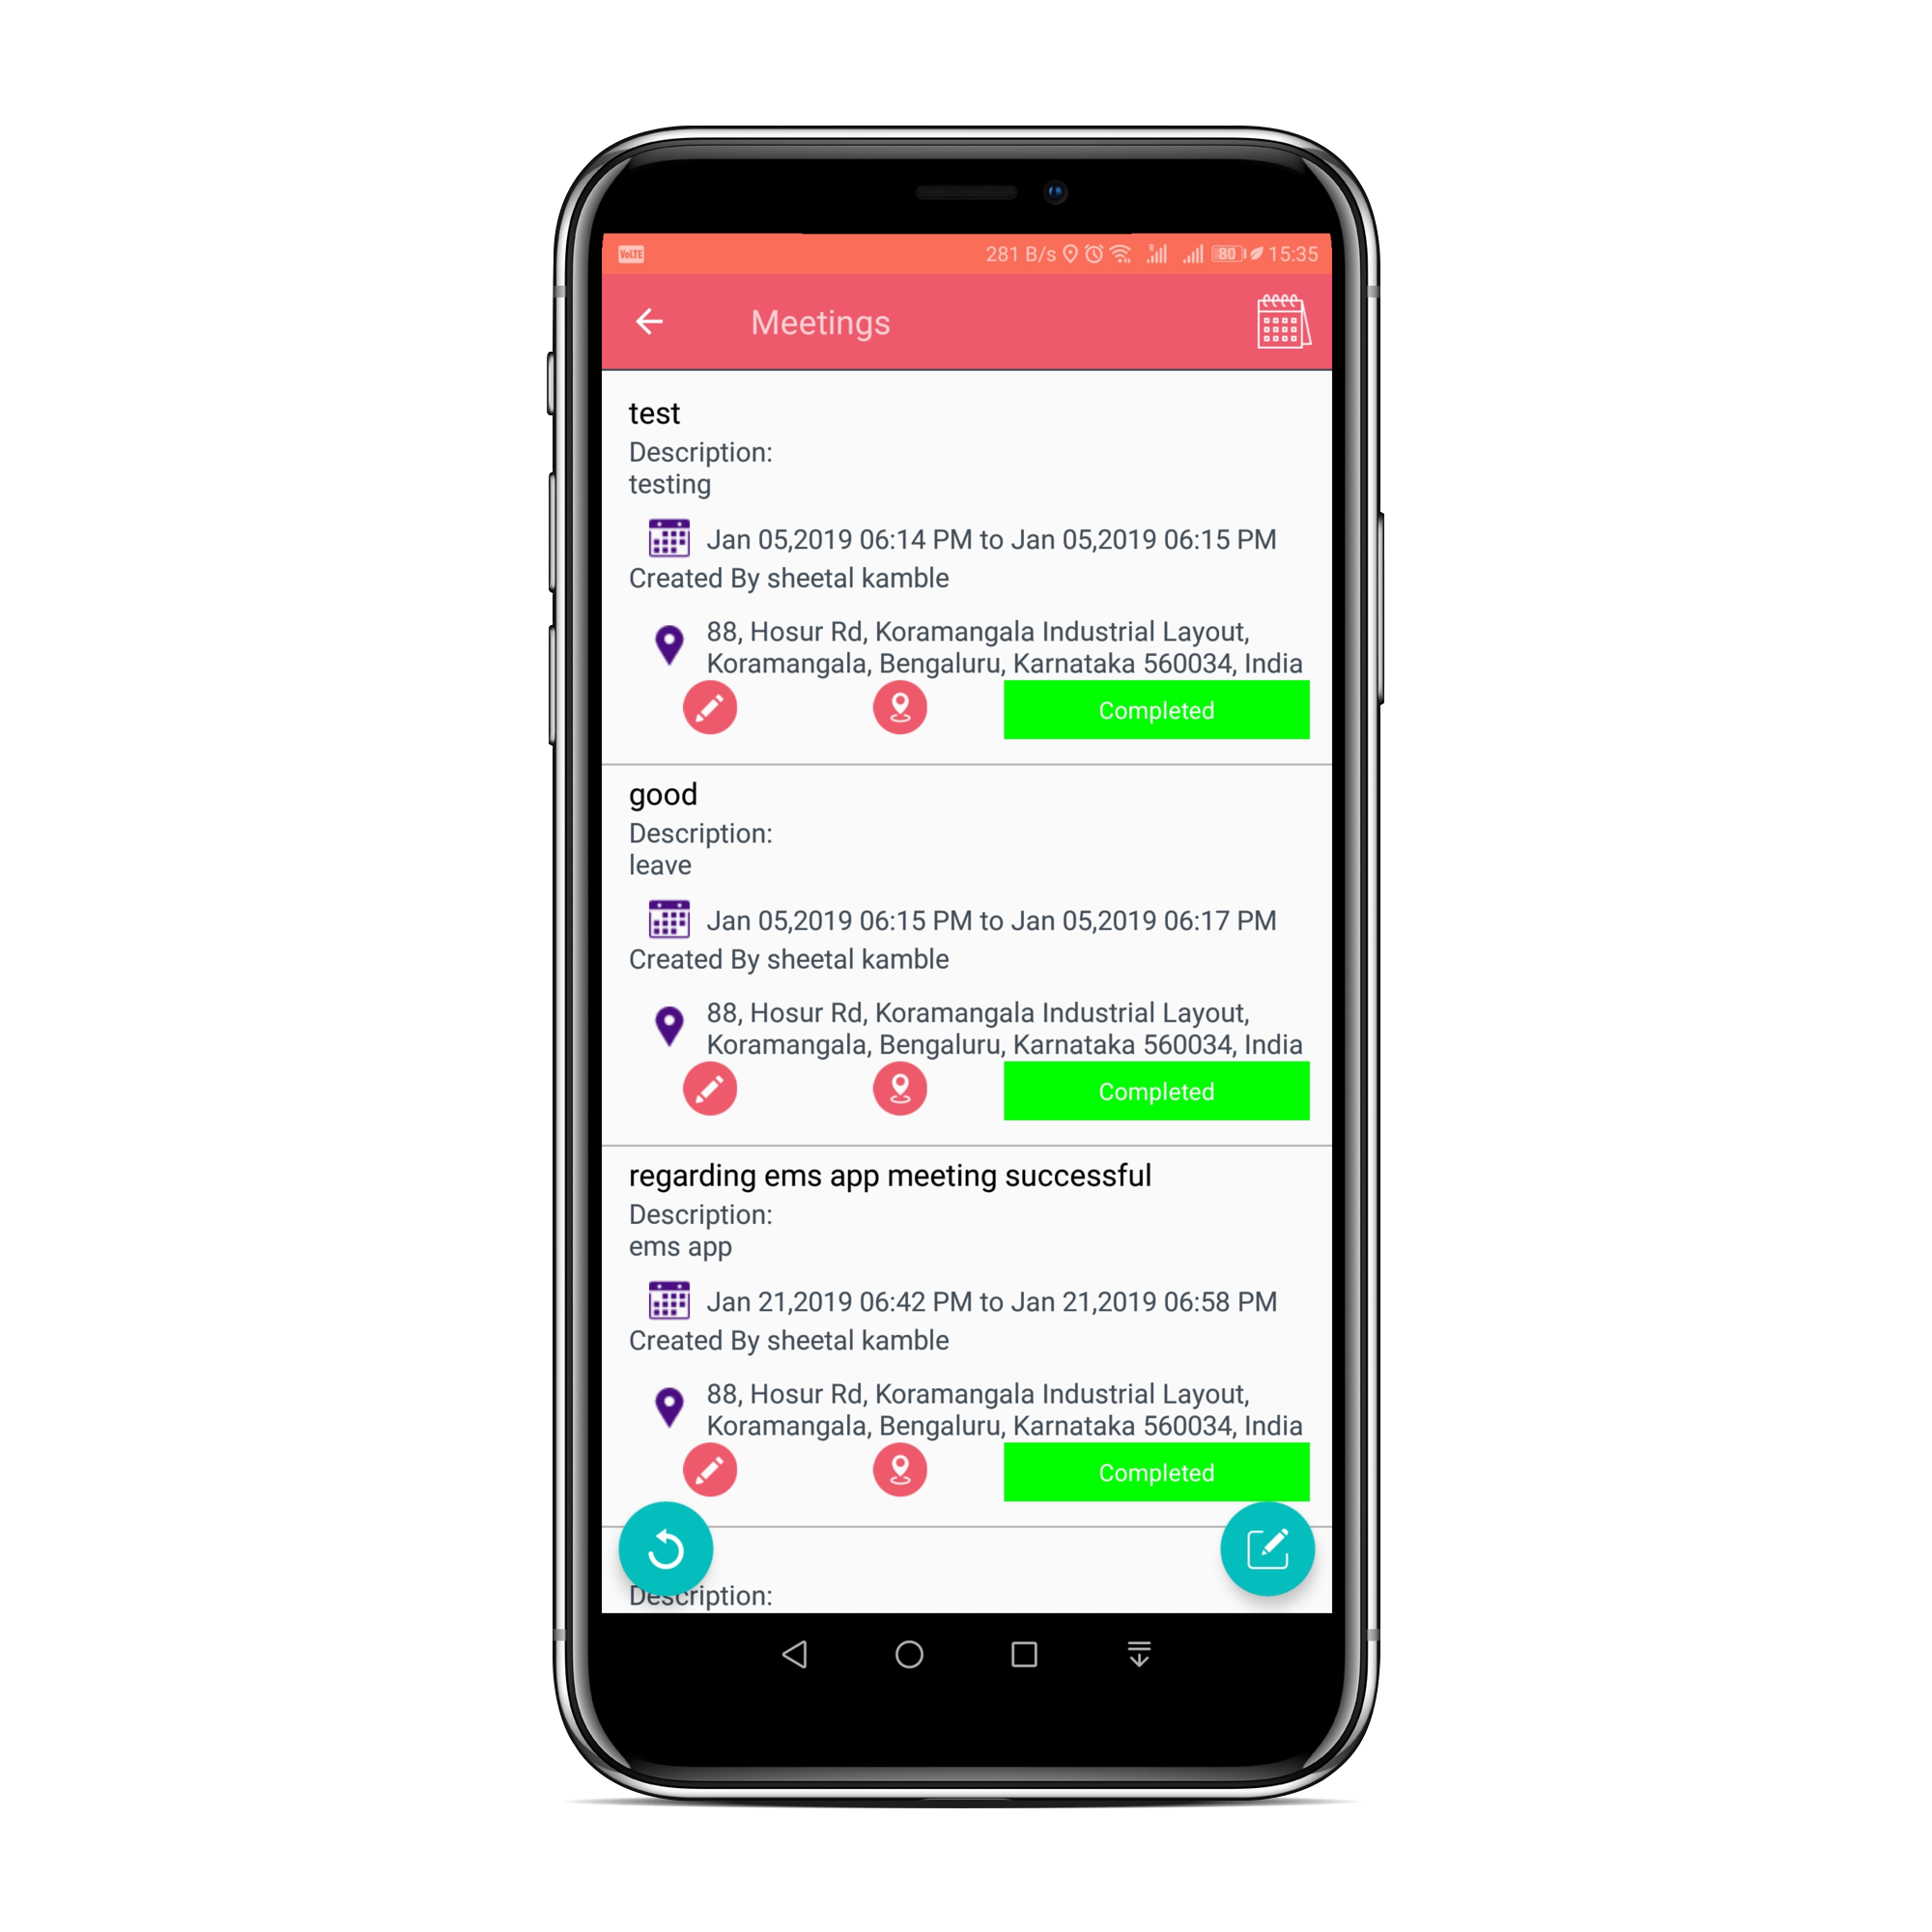 VoLTE 281 B/s R 80 15:35
Meetings
test
Description:
testing
Jan 05,2019 06:14 PM to Jan 05,2019 06:15 PM
Created By sheetal kamble
88, Hosur Rd, Koramangala Industrial Layout,
Koramangala, Bengaluru, Karnataka 560034, India
Completed
good
Description:
leave
Jan 05,2019 06:15 PM to Jan 05,2019 06:17 PM
Created By sheetal kamble
88, Hosur Rd, Koramangala Industrial Layout,
Koramangala, Bengaluru, Karnataka 560034, India
Completed
regarding ems app meeting successful
Description:
ems app
Jan 21,2019 06:42 PM to Jan 21,2019 06:58 PM
Created By sheetal kamble
88, Hosur Rd, Koramangala Industrial Layout,
Koramangala, Bengaluru, Karnataka 560034, India
Completed
Description: